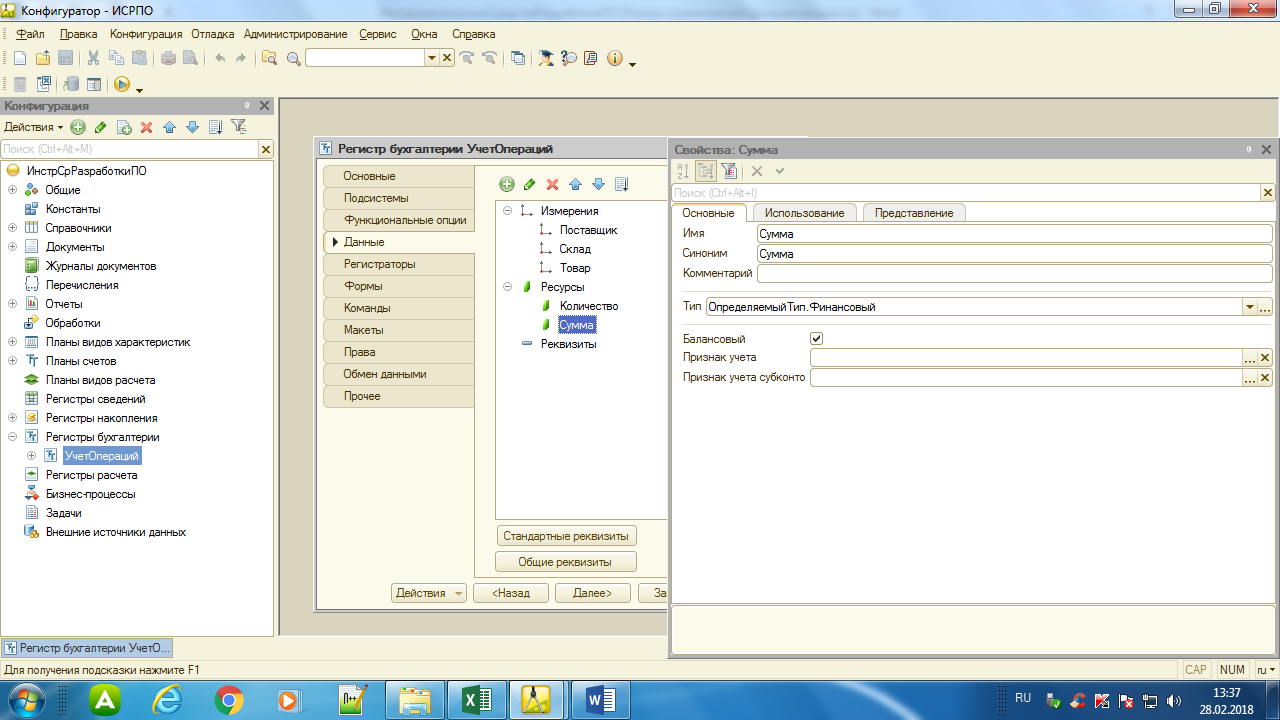 Конфигуратор - ИСРПО
Файл Правка Конфигурация Отладка Администрирование Сервис Окна Справка
Конфигурация
Действия
Поиск (Ctrl+Alt+M)
ИнстрСрРазработкиПО
Общие
Константы
Справочники
Документы
Журналы документов
Перечисления
Отчеты
Обработки
Планы видов характеристик
Планы счетов
Планы видов расчета
Регистры сведений
Регистры накопления
Регистры бухгалтерии
УчетОпераций
Регистры расчета
Бизнес-процессы
Задачи
Внешние источники данных
Регистр бухгалтерии УчетОпераций
Основные
Подсистемы
Функциональные опции
Данные
Регистраторы
Формы
Команды
Макеты
Права
Обмен данными
Прочее
Измерения
Поставщик
Склад
Товар
Ресурсы
Количество
Сумма
Реквизиты
Стандартные реквизиты
Общие реквизиты
Действия <Назад Далее> За
Свойства: Сумма
Поиск (Ctrl+Alt+I)
Основные Использование Представление
Имя Сумма
Синоним Сумма
Комментарий
Тип ОпределяемыйТип.Финансовый
Балансовый
Признак учета
Признак учета субконто
Регистр бухгалтерии УчетО...
Для получения подсказки нажмите F1
CAP NUM ru
RU 13:37
28.02.2018